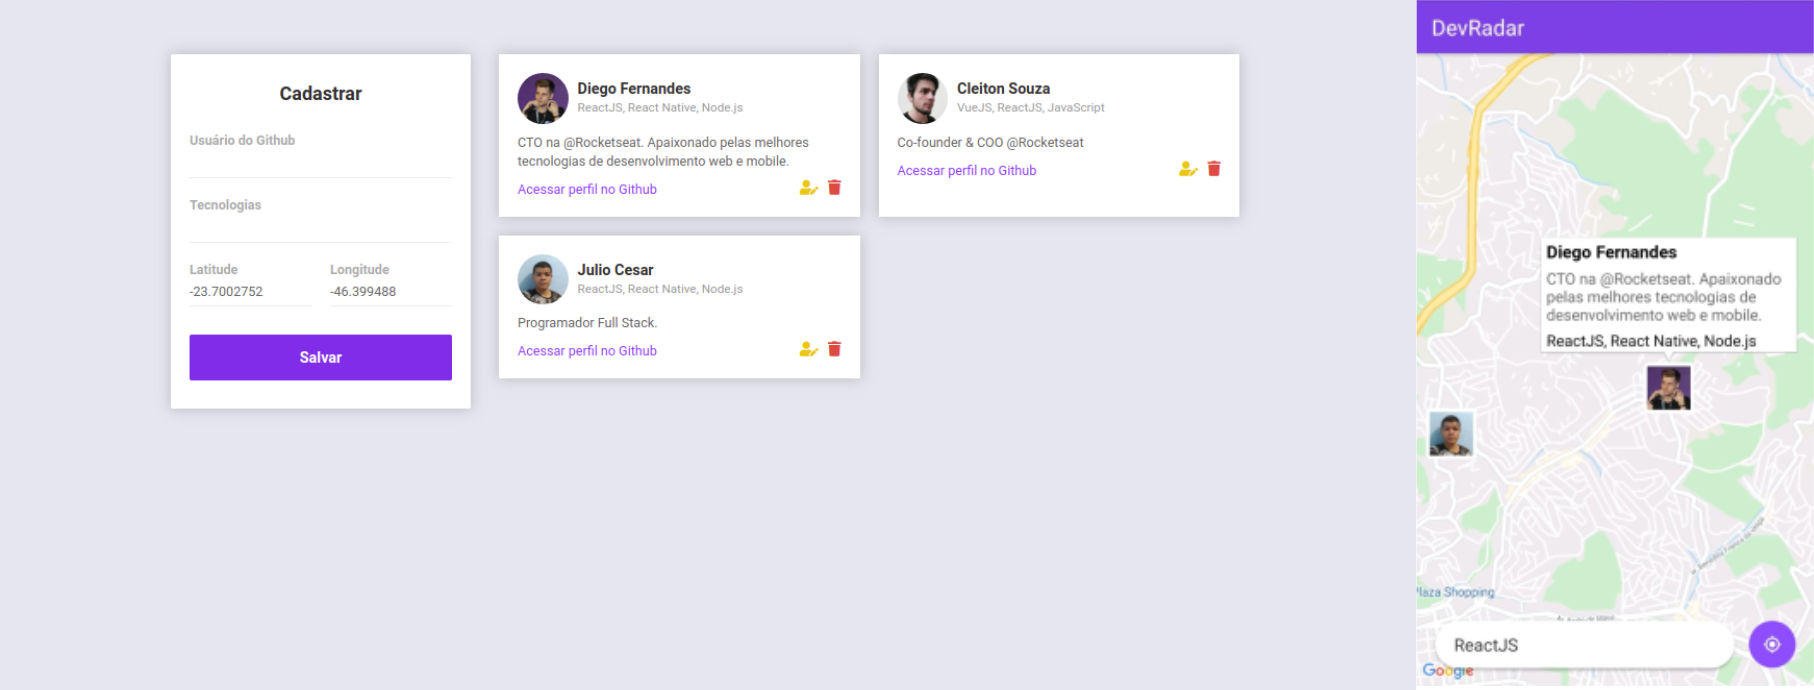 Cadastrar
Usuário do Github
Tecnologias
Latitude
Longitude
-23.7002752
-46.399488
Salvar
Diego Fernandes
ReactJS, React Native, Node.js
CTO na @Rocketseat. Apaixonado pelas melhores
tecnologias de desenvolvimento web e mobile.
Acessar perfil no Github
Cleiton Souza
VueJS, ReactJS, JavaScript
Co-founder & COO @Rocketseat
Acessar perfil no Github
Julio Cesar
ReactJS, React Native, Node.js
Programador Full Stack.
Acessar perfil no Github
DevRadar
Diego Fernandes
CTO na @Rocketseat. Apaixonado
pelas melhores tecnologias de
desenvolvimento web e mobile.
ReactJS, React Native, Node.js
Plaza Shopping
ReactJS
Google